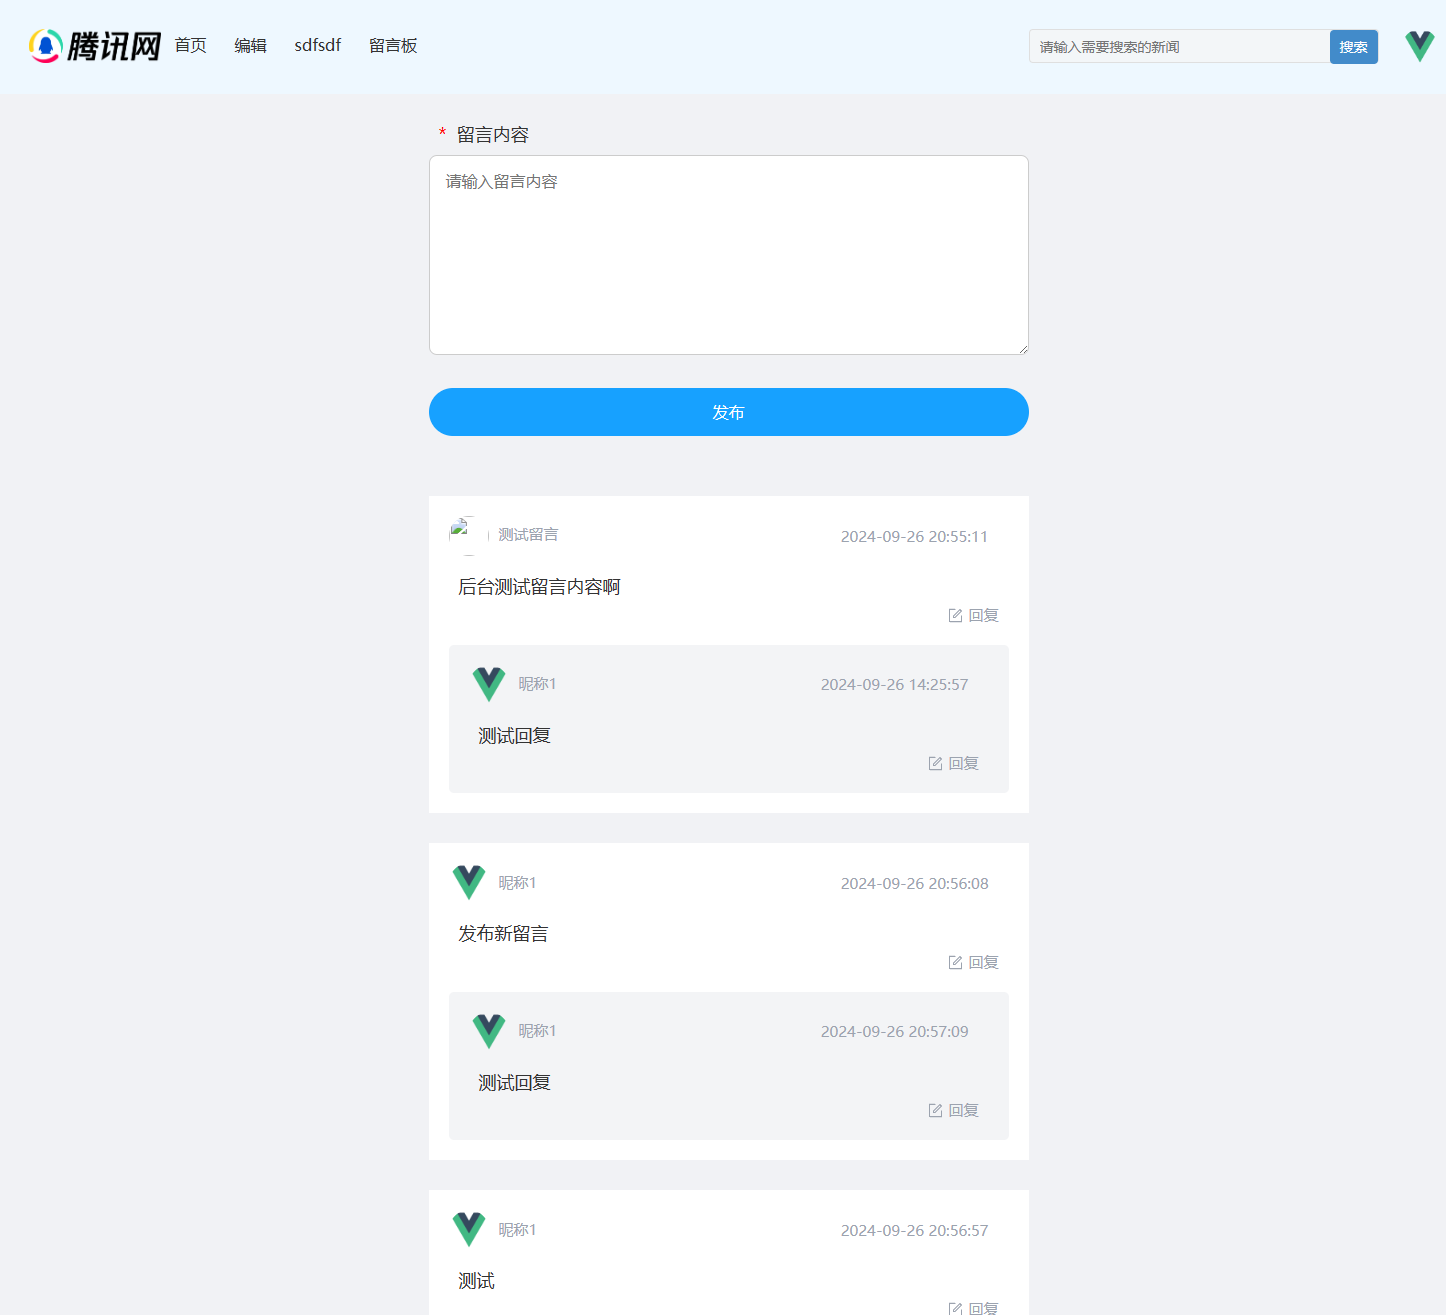 腾讯网 首页 编辑 sdfsdf 留言板 请输入需要搜索的新闻 搜索
* 留言内容
请输入留言内容
发布
测试留言 2024-09-26 20:55:11
后台测试留言内容啊
回复
昵称1 2024-09-26 14:25:57
测试回复
回复
昵称1 2024-09-26 20:56:08
发布新留言
回复
昵称1 2024-09-26 20:57:09
测试回复
回复
昵称1 2024-09-26 20:56:57
测试
回复